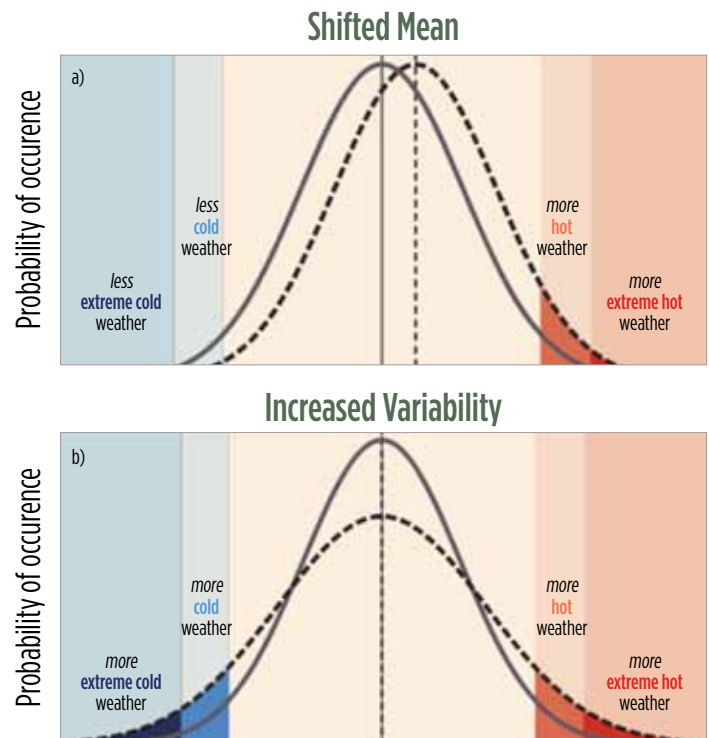 Shifted Mean
Probability of occurence
a)
less
cold
weather
less
extreme cold
weather
more
hot
weather
more
extreme hot
weather
Increased Variability
Probability of occurence
b)
more
cold
weather
more
extreme cold
weather
more
hot
weather
more
extreme hot
weather